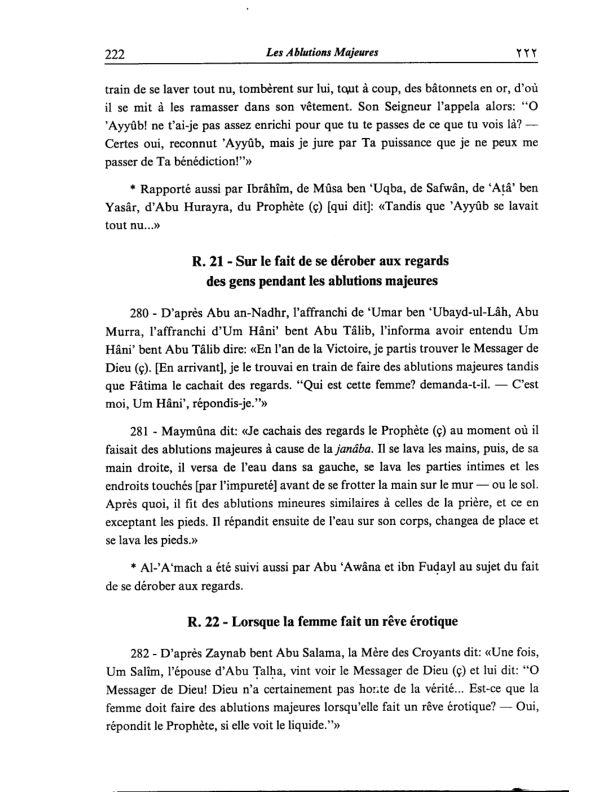 222 Les Ablutions Majeures ٢٢٢
train de se laver tout nu, tombèrent sur lui, tout à coup, des bâtonnets en or, d'où
il se mit à les ramasser dans son vêtement. Son Seigneur l'appela alors: “O
’Ayyûb! ne t'ai-je pas assez enrichi pour que tu te passes de ce que tu vois là? —
Certes oui, reconnut ’Ayyûb, mais je jure par Ta puissance que je ne peux me
passer de Ta bénédiction!”»
* Rapporté aussi par Ibrâhîm, de Mûsa ben ‘Uqba, de Safwân, de ‘Aṭâ’ ben
Yasâr, d'Abu Hurayra, du Prophète (ç) [qui dit]: «Tandis que ’Ayyûb se lavait
tout nu...»
R. 21 - Sur le fait de se dérober aux regards
des gens pendant les ablutions majeures
280 - D'après Abu an-Nadhr, l'affranchi de ‘Umar ben ‘Ubayd-ul-Lâh, Abu
Murra, l'affranchi d'Um Hâni’ bent Abu Tâlib, l'informa avoir entendu Um
Hâni’ bent Abu Tâlib dire: «En l'an de la Victoire, je partis trouver le Messager de
Dieu (ç). [En arrivant], je le trouvai en train de faire des ablutions majeures tandis
que Fâtima le cachait des regards. “Qui est cette femme? demanda-t-il. — C'est
moi, Um Hâni’, répondis-je.”»
281 - Maymûna dit: «Je cachais des regards le Prophète (ç) au moment où il
faisait des ablutions majeures à cause de la janâba. Il se lava les mains, puis, de sa
main droite, il versa de l'eau dans sa gauche, se lava les parties intimes et les
endroits touchés [par l'impureté] avant de se frotter la main sur le mur — ou le sol.
Après quoi, il fit des ablutions mineures similaires à celles de la prière, et ce en
exceptant les pieds. Il répandit ensuite de l'eau sur son corps, changea de place et
se lava les pieds.»
* Al-’A‘mach a été suivi aussi par Abu ‘Awâna et ibn Fuḍayl au sujet du fait
de se dérober aux regards.
R. 22 - Lorsque la femme fait un rêve érotique
282 - D'après Zaynab bent Abu Salama, la Mère des Croyants dit: «Une fois,
Um Salîm, l'épouse d'Abu Ṭalḥa, vint voir le Messager de Dieu (ç) et lui dit: “O
Messager de Dieu! Dieu n'a certainement pas honte de la vérité... Est-ce que la
femme doit faire des ablutions majeures lorsqu'elle fait un rêve érotique? — Oui,
répondit le Prophète, si elle voit le liquide.”»